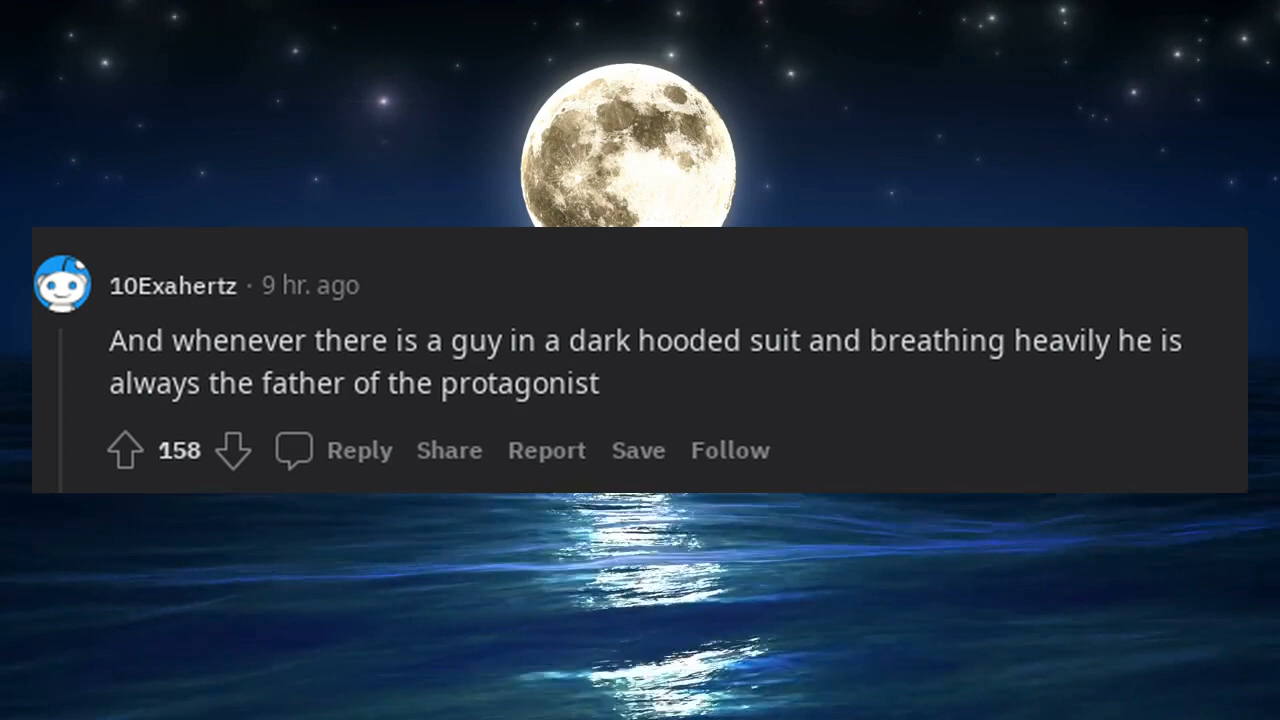 10Exahertz · 9 hr. ago
And whenever there is a guy in a dark hooded suit and breathing heavily he is
always the father of the protagonist
158 Reply Share Report Save Follow